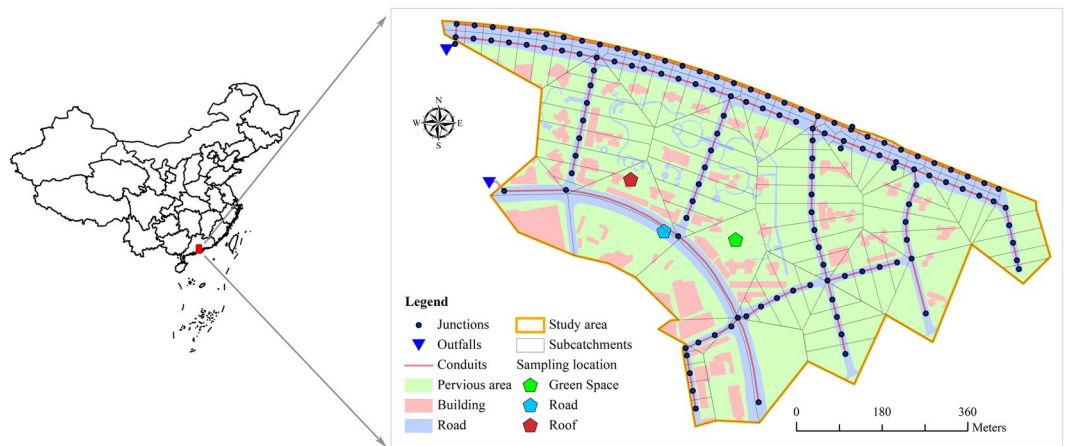 N
W E
S
Legend
Junctions
Outfalls
Conduits
Pervious area
Building
Road
Study area
Subcatchments
Sampling location
Green Space
Road
Roof
0 180 360
Meters